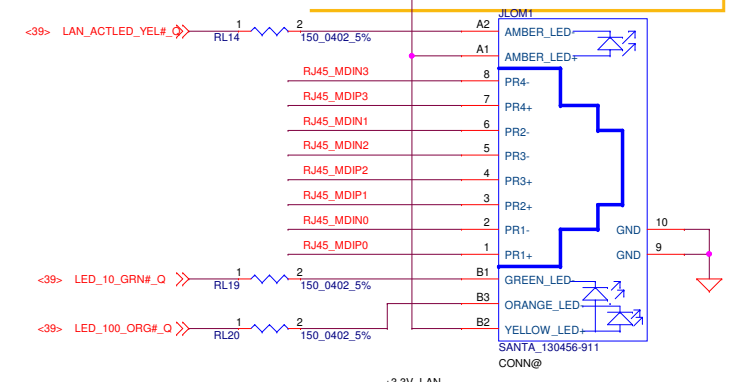 JLOM1
<39> LAN_ACTLED_YEL#_Q 1 2 A2 AMBER_LED-
RL14 150_0402_5%
A1 AMBER_LED+
RJ45_MDIN3 8 PR4-
RJ45_MDIP3 7 PR4+
RJ45_MDIN1 6 PR2-
RJ45_MDIN2 5 PR3-
RJ45_MDIP2 4 PR3+
RJ45_MDIP1 3 PR2+
RJ45_MDIN0 2 PR1- GND 10
RJ45_MDIP0 1 PR1+ GND 9
<39> LED_10_GRN#_Q 1 2 B1 GREEN_LED-
RL19 150_0402_5%
B3 ORANGE_LED-
<39> LED_100_ORG#_Q 1 2 B2 YELLOW_LED+
RL20 150_0402_5%
SANTA_130456-911
CONN@
+3.3V_LAN